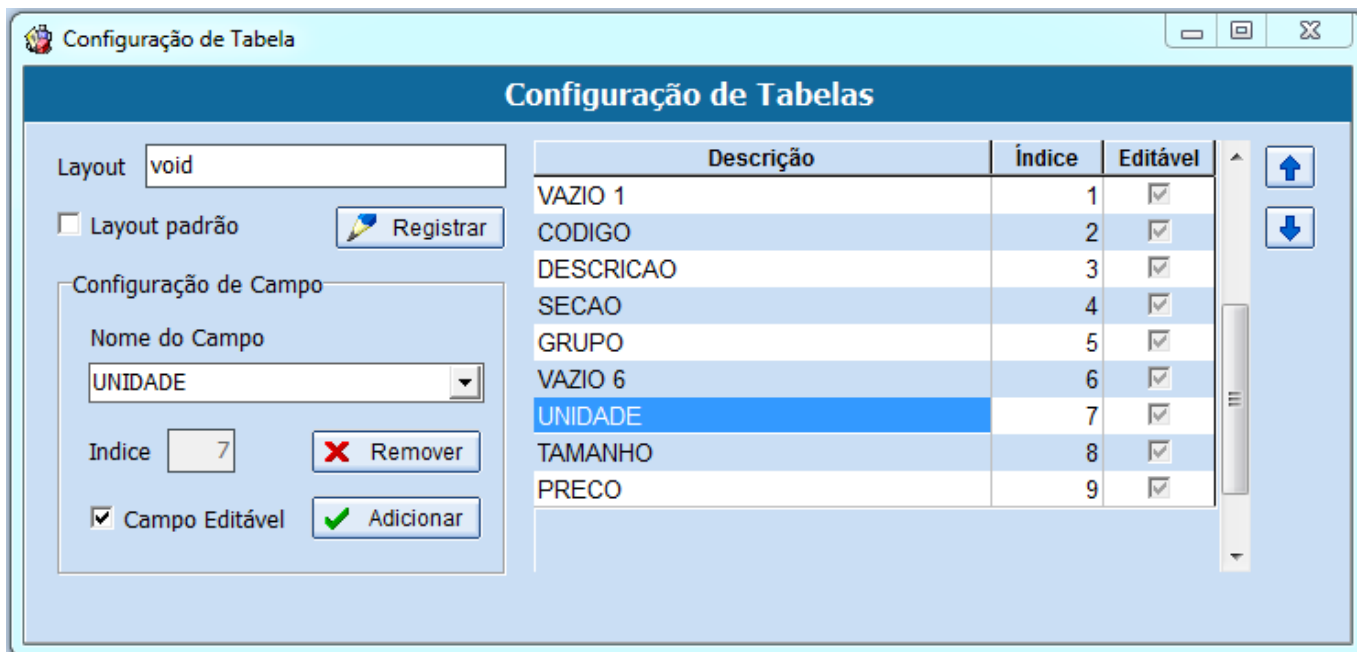 Configuração de Tabela
Configuração de Tabelas
Layout void
Layout padrão
Registrar
Configuração de Campo
Nome do Campo
UNIDADE
Indice 7
Remover
Campo Editável
Adicionar
Descrição Índice Editável
VAZIO 1 1
CODIGO 2
DESCRICAO 3
SECAO 4
GRUPO 5
VAZIO 6 6
UNIDADE 7
TAMANHO 8
PRECO 9